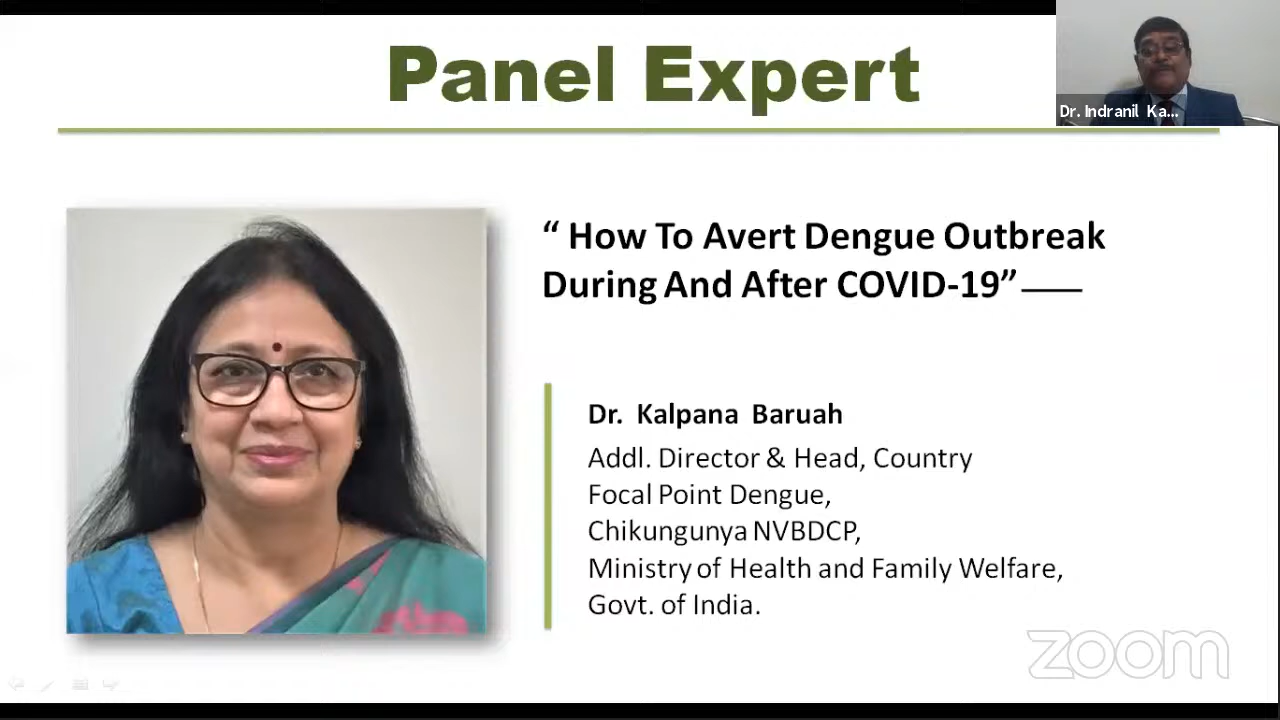 Panel Expert
Dr. Indranil Ka...
“ How To Avert Dengue Outbreak
During And After COVID-19”
Dr. Kalpana Baruah
Addl. Director & Head, Country
Focal Point Dengue,
Chikungunya NVBDCP,
Ministry of Health and Family Welfare,
Govt. of India.
zoom